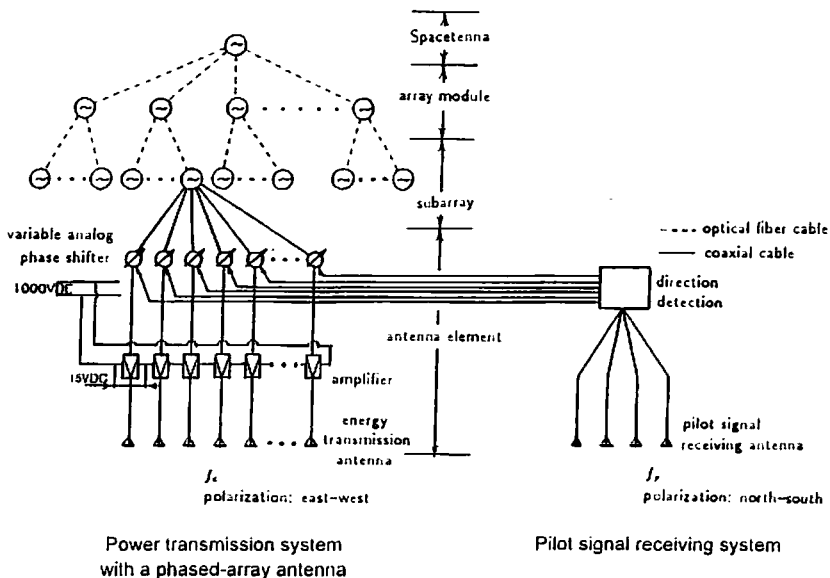 Spacetenna
array module
subarray
variable analog
phase shifter
--- optical fiber cable
— coaxial cable
1000VDC
direction
detection
antenna element
amplifier
15VDC
energy
transmission
antenna
pilot signal
receiving antenna
polarization: east-west
polarization: north-south
Power transmission system
with a phased-array antenna
Pilot signal receiving system